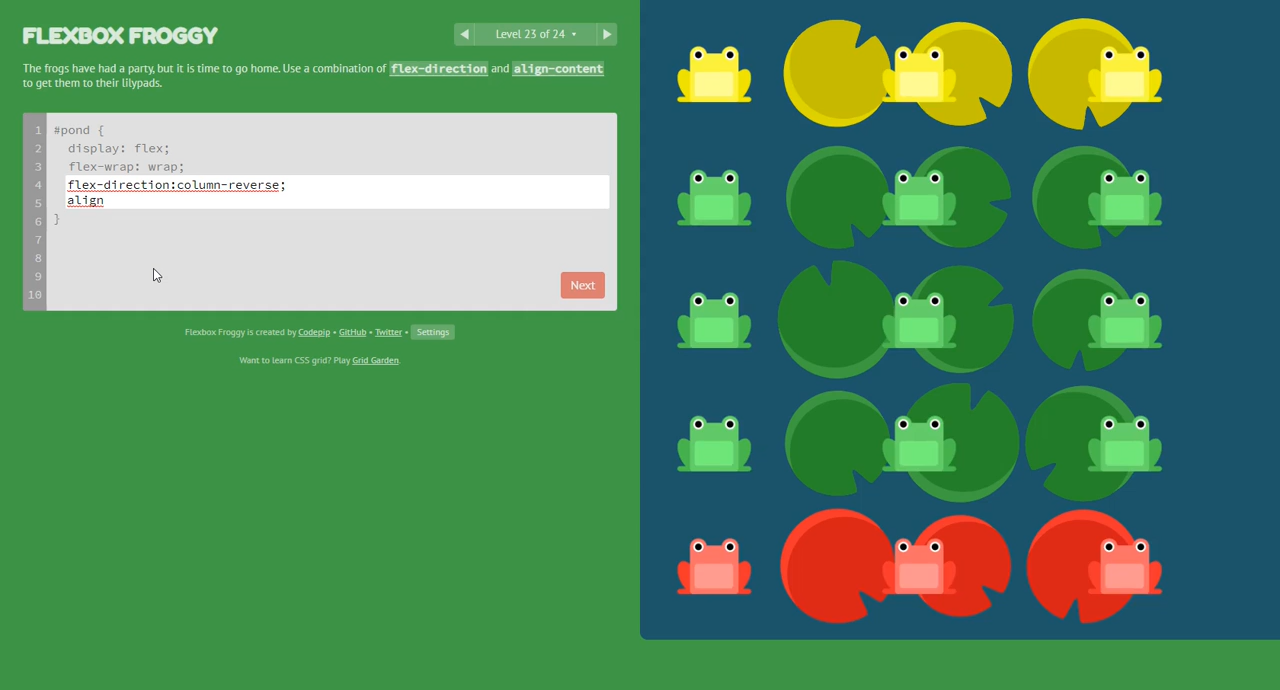 FLEXBOX FROGGY
Level 23 of 24
The frogs have had a party, but it is time to go home. Use a combination of flex-direction and align-content
to get them to their lilypads.
1 #pond {
2 display: flex;
3 flex-wrap: wrap;
4 flex-direction:column-reverse;
5 align
6 }
7
8
9
10
Next
Flexbox Froggy is created by Codepip • GitHub • Twitter • Settings
Want to learn CSS grid? Play Grid Garden.